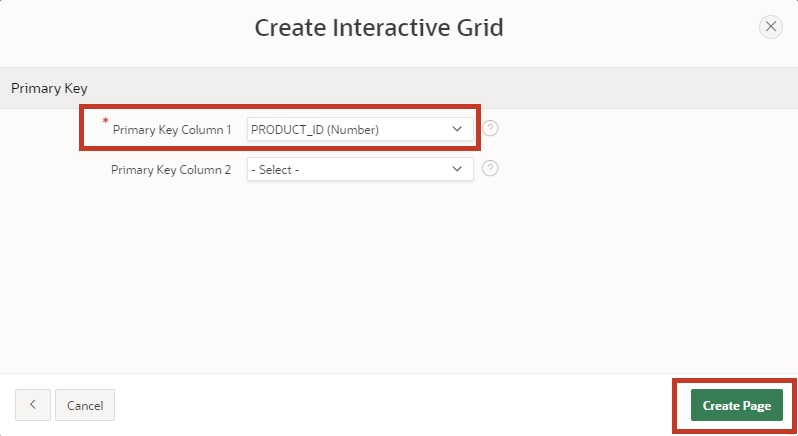 Create Interactive Grid
Primary Key
* Primary Key Column 1 PRODUCT_ID (Number) ?
Primary Key Column 2 - Select - ?
Cancel Create Page